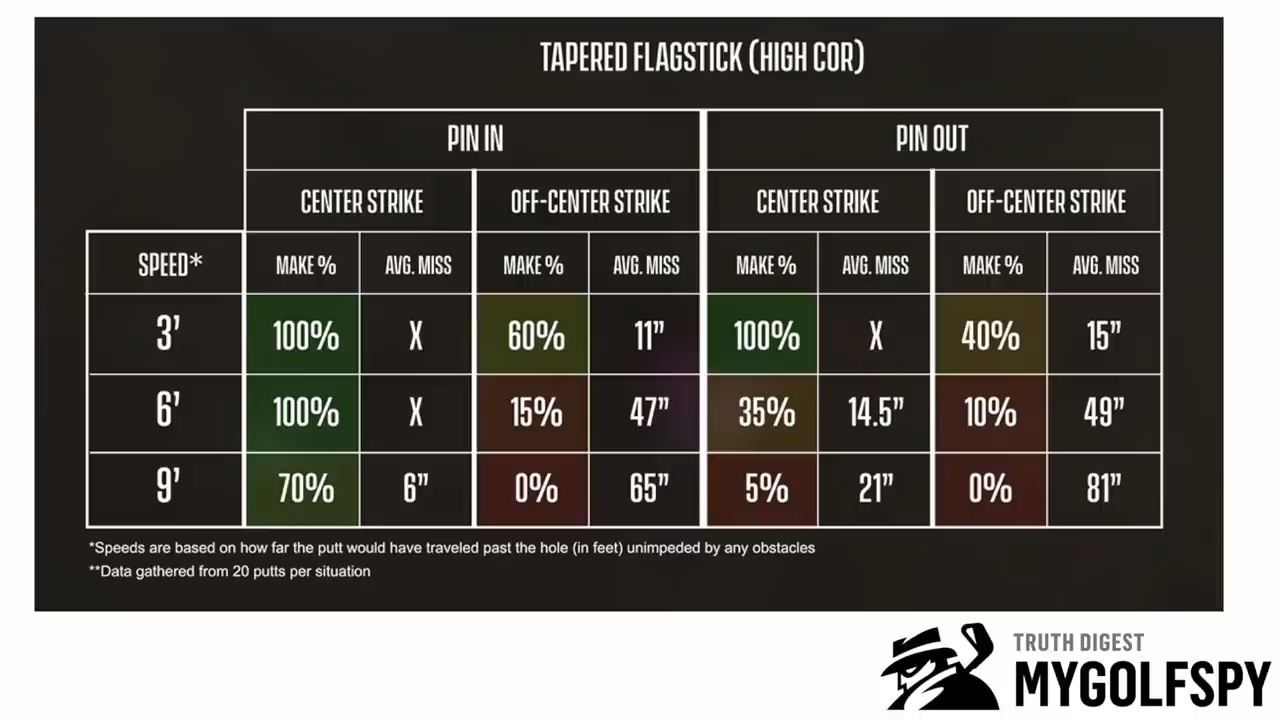 TAPERED FLAGSTICK (HIGH COR)
PIN IN PIN OUT
CENTER STRIKE OFF-CENTER STRIKE CENTER STRIKE OFF-CENTER STRIKE
SPEED* MAKE % AVG. MISS MAKE % AVG. MISS MAKE % AVG. MISS MAKE % AVG. MISS
3’ 100% X 60% 11” 100% X 40% 15”
6’ 100% X 15% 47” 35% 14.5” 10% 49”
9’ 70% 6” 0% 65” 5% 21” 0% 81”
*Speeds are based on how far the putt would have traveled past the hole (in feet) unimpeded by any obstacles
**Data gathered from 20 putts per situation
TRUTH DIGEST
MYGOLFSPY